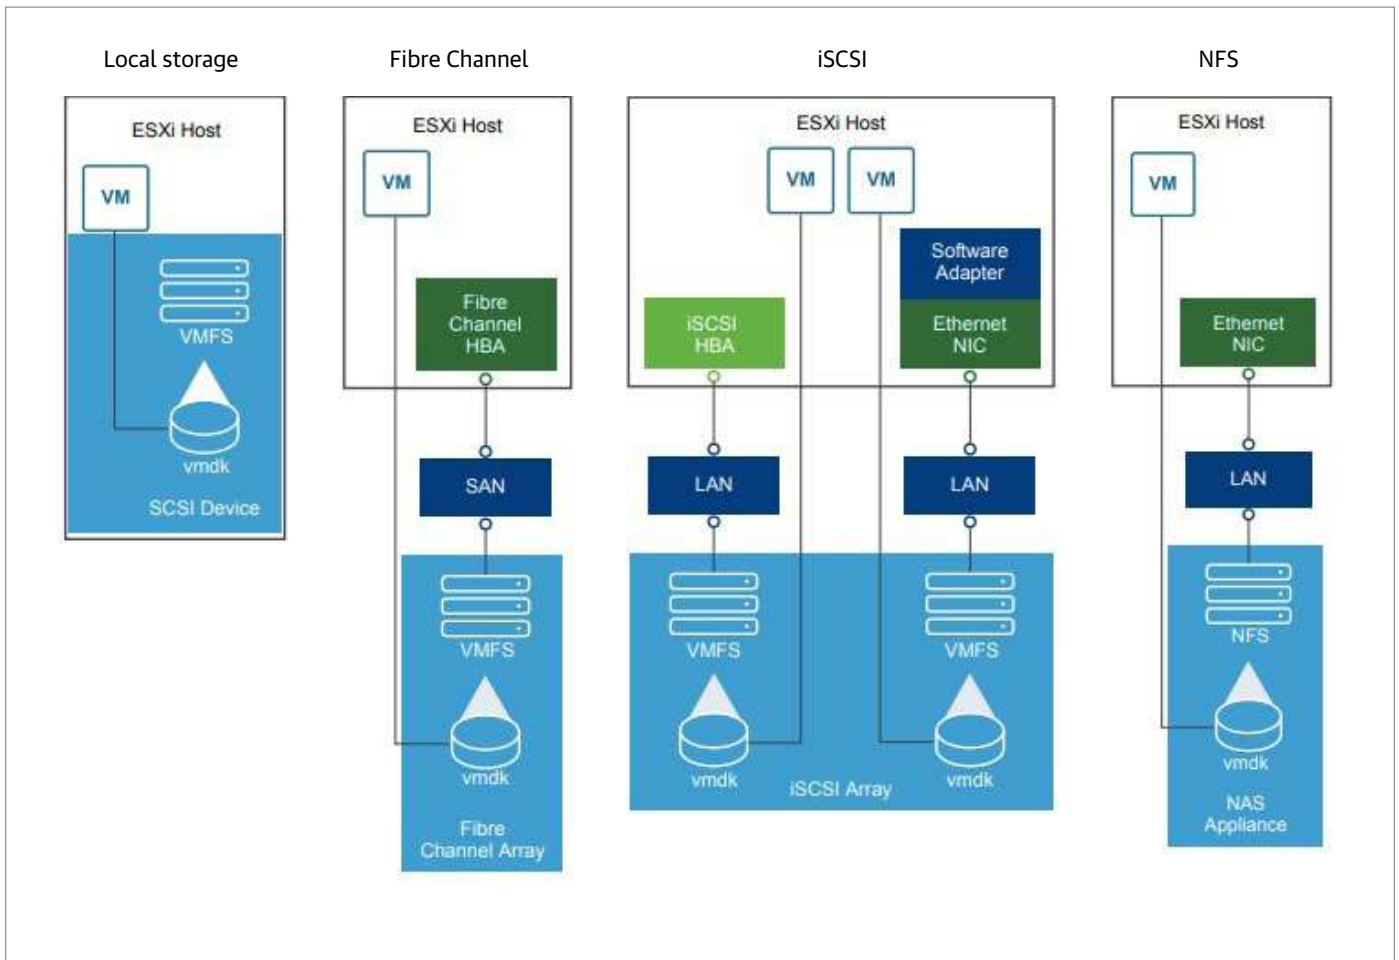 Local storage
Fibre Channel
iSCSI
NFS
ESXi Host
VM
VMFS
vmdk
SCSI Device
ESXi Host
VM
Fibre
Channel
HBA
SAN
VMFS
vmdk
Fibre
Channel Array
ESXi Host
VM
VM
Software
Adapter
iSCSI
HBA
Ethernet
NIC
LAN
LAN
VMFS
VMFS
vmdk
vmdk
iSCSI Array
ESXi Host
VM
Ethernet
NIC
LAN
NFS
vmdk
NAS
Appliance